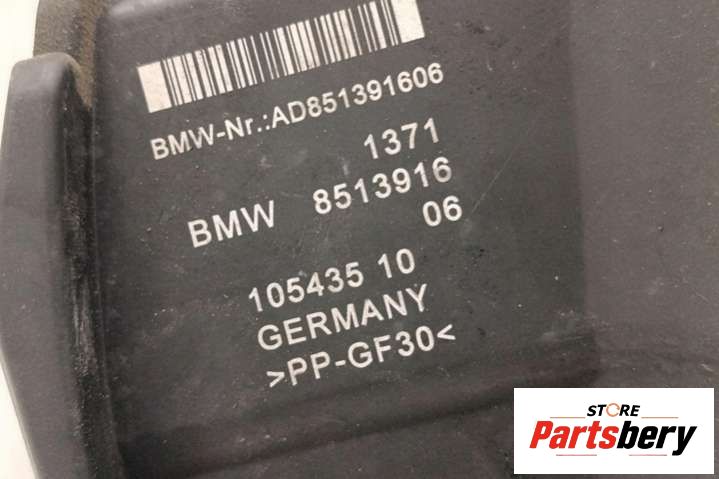 BMW-Nr.:AD851391606
1371
BMW 8513916
06
105435 10
GERMANY
>PP-GF30<
STORE
Partsbery